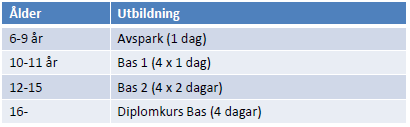 Ålder Utbildning
6-9 år Avspark (1 dag)
10-11 år Bas 1 (4 x 1 dag)
12-15 Bas 2 (4 x 2 dagar)
16- Diplomkurs Bas (4 dagar)